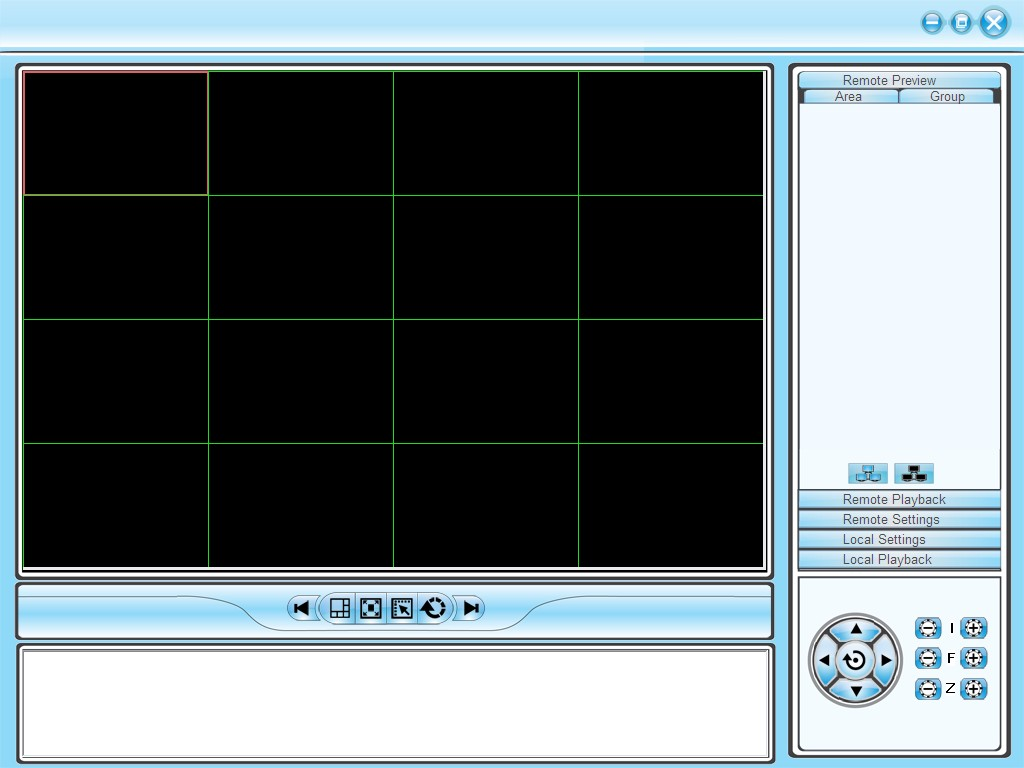 Remote Preview
Area Group
Remote Playback
Remote Settings
Local Settings
Local Playback
I
F
Z